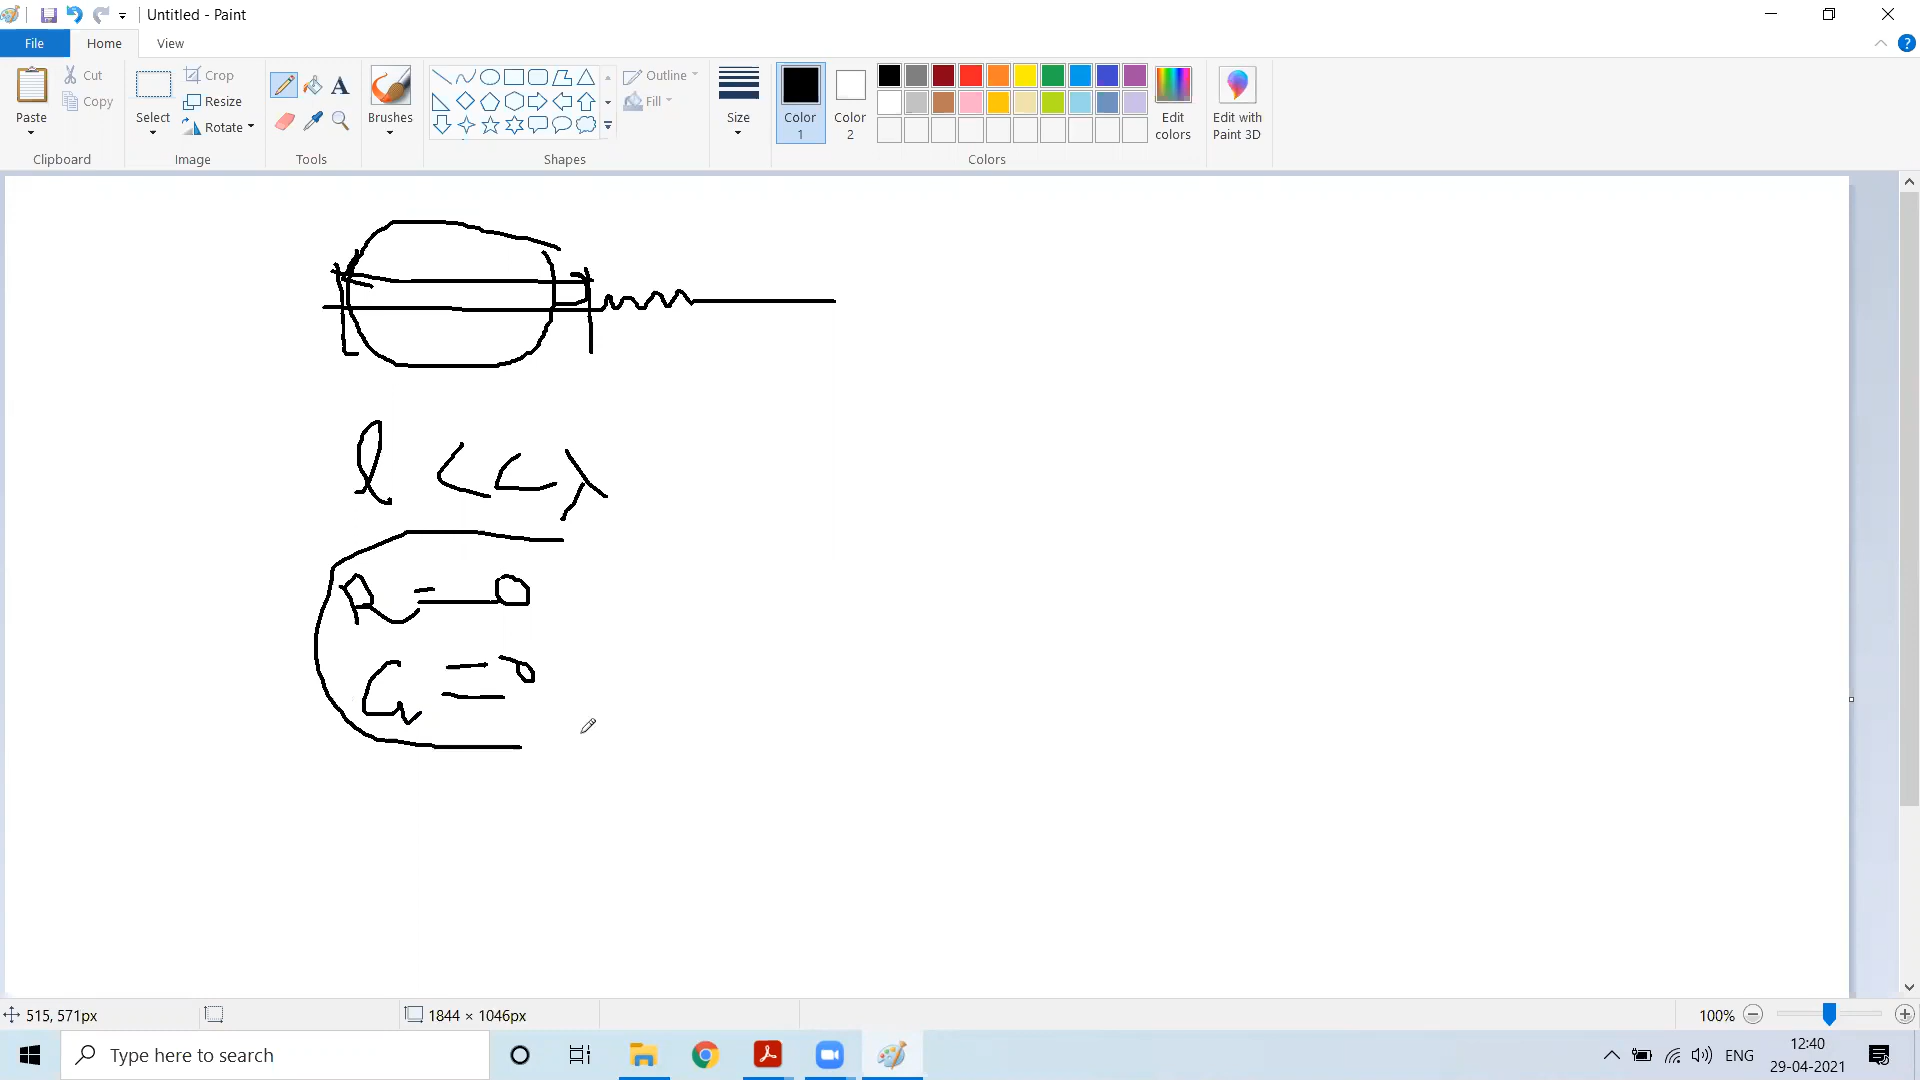 Untitled - Paint
File Home View
Paste
Cut
Copy
Clipboard
Select
Crop
Resize
Rotate
Image
Tools
Brushes
Shapes
Outline
Fill
Size
Color 1
Color 2
Colors
Edit colors
Edit with Paint 3D
l << λ
R = 0
G = 0
515, 571px
1844 × 1046px
100%
Type here to search
ENG
12:40
29-04-2021